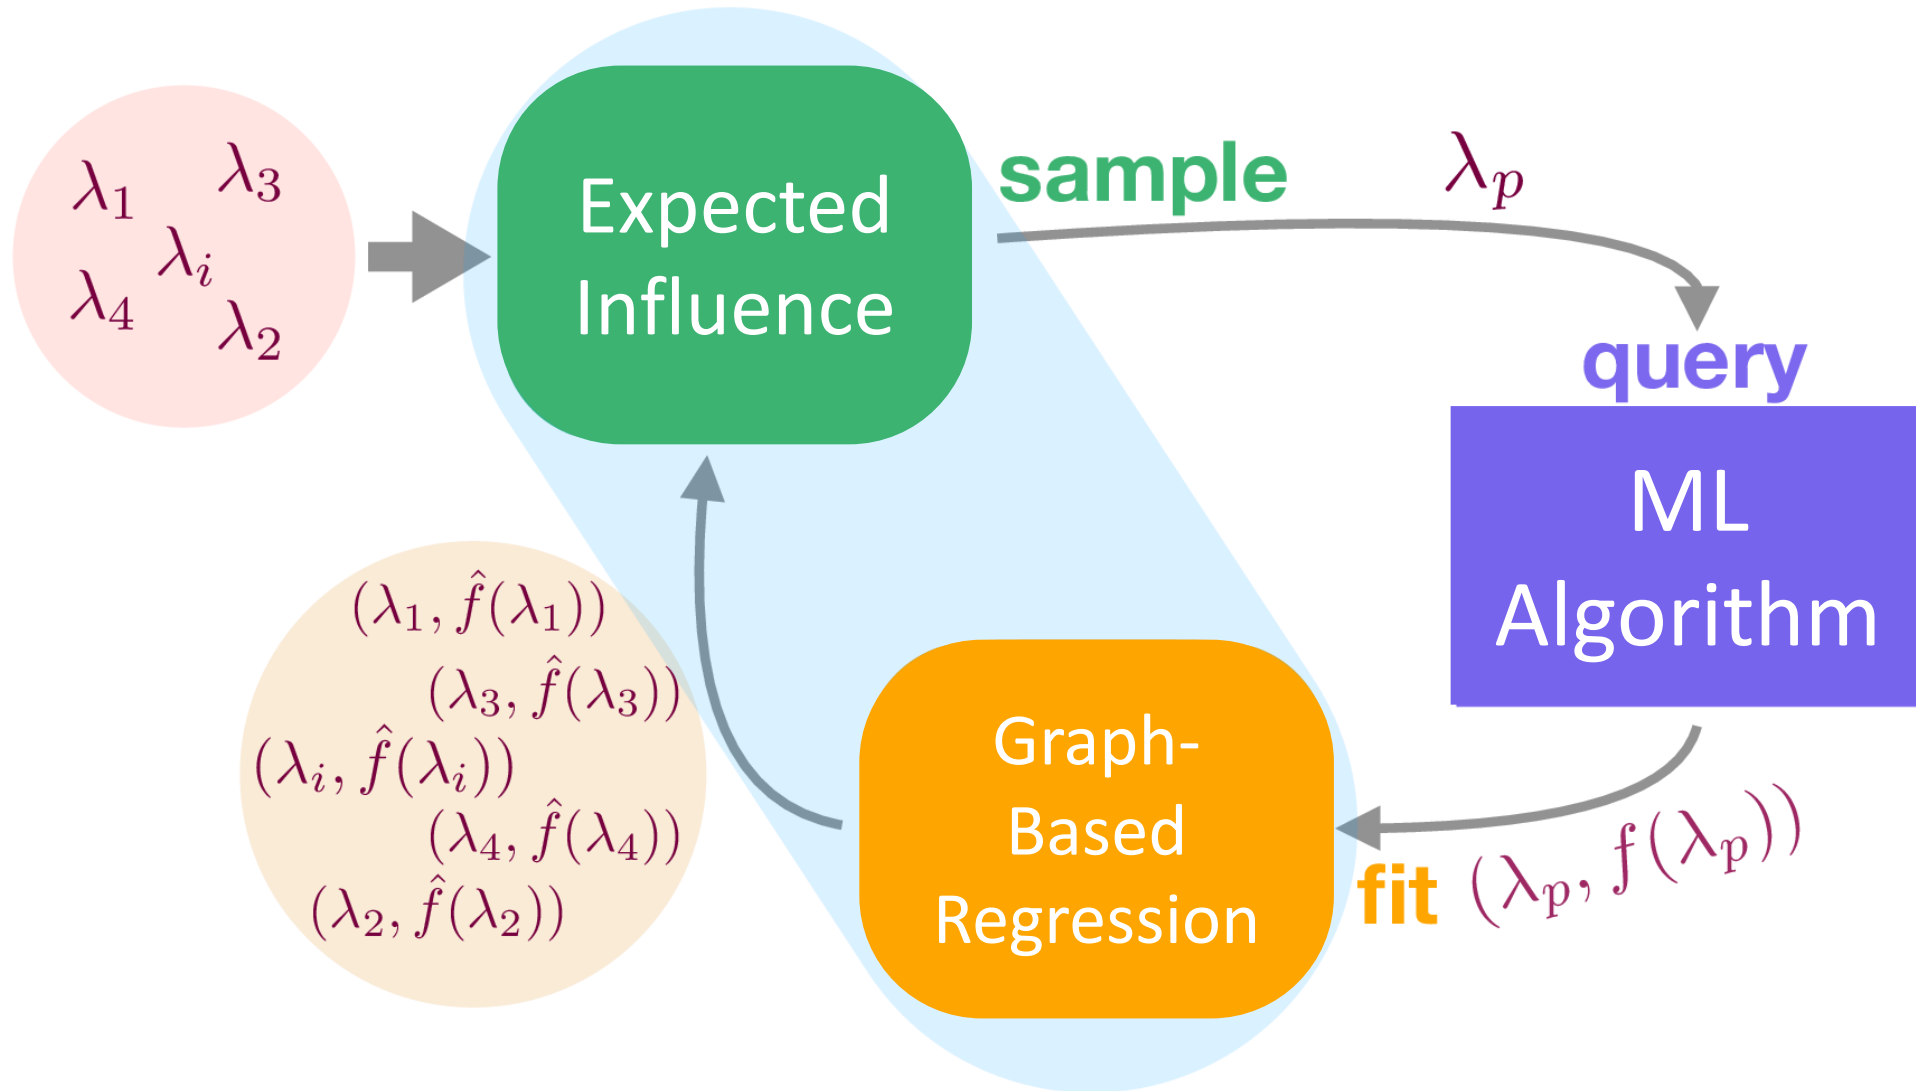 λ₁
λ₃
λᵢ
λ₄
λ₂
Expected
Influence
sample
λₚ
query
ML
Algorithm
(λ₁, f̂(λ₁))
(λ₃, f̂(λ₃))
(λᵢ, f̂(λᵢ))
(λ₄, f̂(λ₄))
(λ₂, f̂(λ₂))
Graph-
Based
Regression
fit (λₚ, f(λₚ))